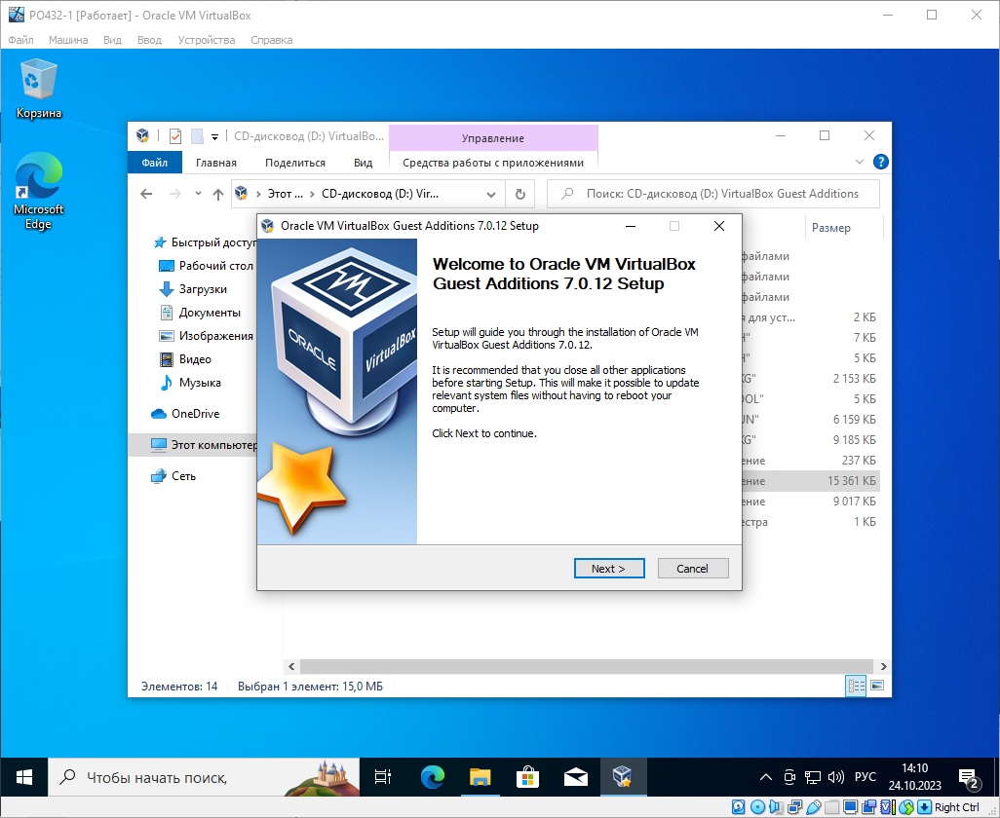 PO432-1 [Работает] - Oracle VM VirtualBox
Файл Машина Вид Ввод Устройства Справка
Корзина
Microsoft
Edge
CD-дисковод (D:) VirtualBo...
Управление
Файл Главная Поделиться Вид Средства работы с приложениями
Этот ... CD-дисковод (D:) Vir...
Поиск: CD-дисковод (D:) VirtualBox Guest Additions
Быстрый доступ
Рабочий стол
Загрузки
Документы
Изображения
Видео
Музыка
OneDrive
Этот компьютер
Сеть
Oracle VM VirtualBox Guest Additions 7.0.12 Setup
ORACLE
VirtualBox
Welcome to Oracle VM VirtualBox
Guest Additions 7.0.12 Setup
Setup will guide you through the installation of Oracle VM
VirtualBox Guest Additions 7.0.12.
It is recommended that you close all other applications
before starting Setup. This will make it possible to update
relevant system files without having to reboot your
computer.
Click Next to continue.
Next >
Cancel
Размер
файлами
файлами
файлами
я для уст... 2 КБ
H" 7 КБ
H" 5 КБ
KG" 2 153 КБ
OOL" 5 КБ
UN" 6 159 КБ
KG" 9 185 КБ
ение 237 КБ
ение 15 361 КБ
ение 9 017 КБ
естра 1 КБ
Элементов: 14 Выбран 1 элемент: 15,0 МБ
Чтобы начать поиск,
РУС
14:10
24.10.2023
2
Right Ctrl